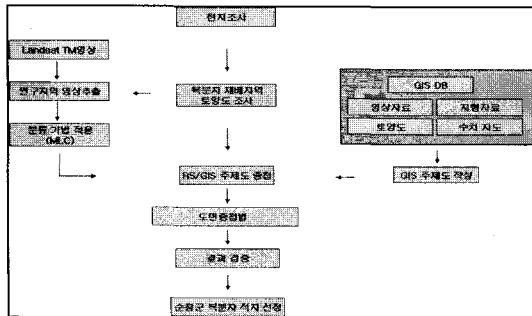 현지조사
Landsat TM영상
연구지역 영상추출
분류 기법 적용
(MLC)
복분자 재배지역
토양도 조사
GIS DB
영상자료
지형자료
토양도
수치 지도
RS/GIS 주제도 중첩
GIS 주제도 작성
도면중첩법
결과 검증
순창군 복분자 적지 선정